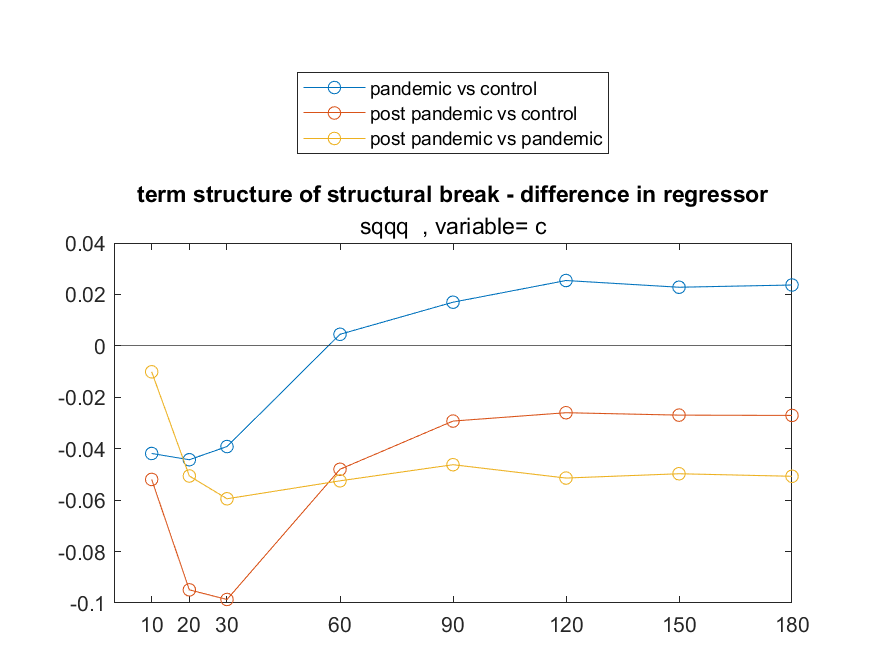 pandemic vs control
post pandemic vs control
post pandemic vs pandemic
term structure of structural break - difference in regressor
sqqq , variable= c
0.04
0.02
0
-0.02
-0.04
-0.06
-0.08
-0.1
10 20 30 60 90 120 150 180